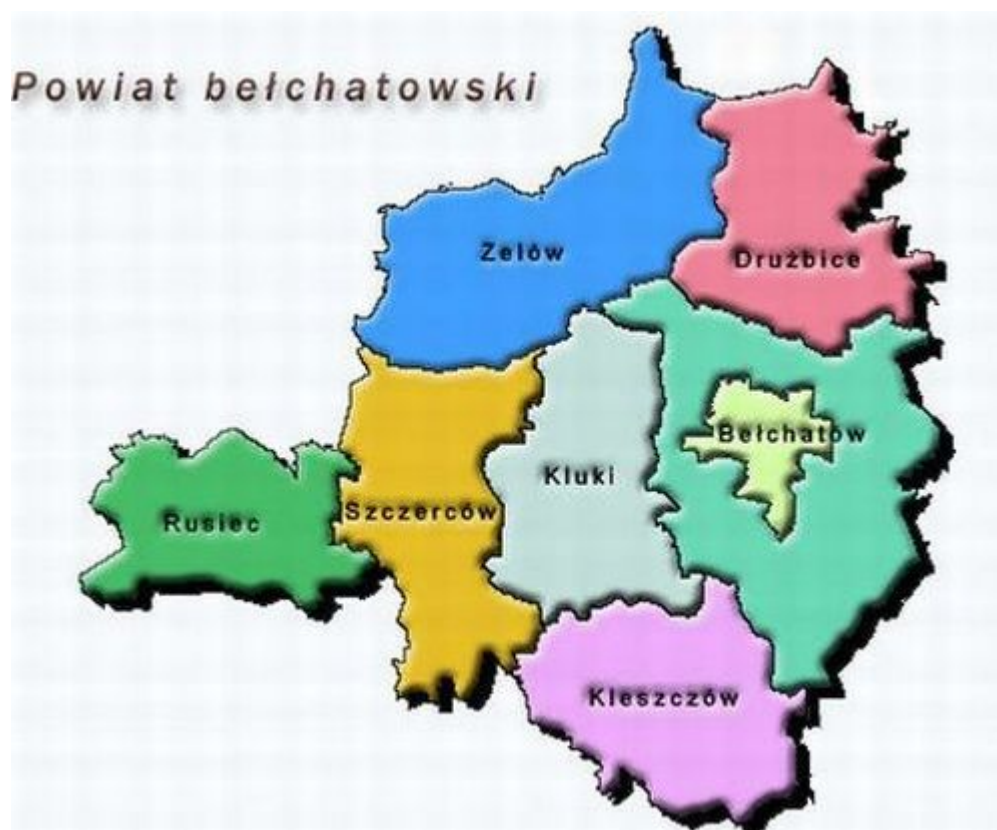 Powiat bełchatowski
Zelów
Drużbice
Bełchatów
Kluki
Szczerców
Rusiec
Kleszczów